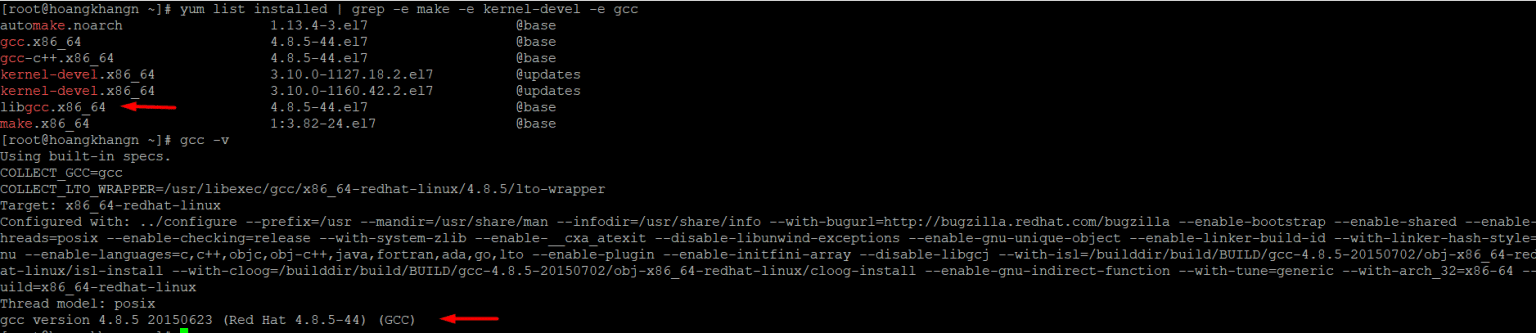 [root@hoangkhangn ~]# yum list installed | grep -e make -e kernel-devel -e gcc
automake.noarch 1.13.4-3.el7 @base
gcc.x86_64 4.8.5-44.el7 @base
gcc-c++.x86_64 4.8.5-44.el7 @base
kernel-devel.x86_64 3.10.0-1127.18.2.el7 @updates
kernel-devel.x86_64 3.10.0-1160.42.2.el7 @updates
libgcc.x86_64 4.8.5-44.el7 @base
make.x86_64 1:3.82-24.el7 @base
[root@hoangkhangn ~]# gcc -v
Using built-in specs.
COLLECT_GCC=gcc
COLLECT_LTO_WRAPPER=/usr/libexec/gcc/x86_64-redhat-linux/4.8.5/lto-wrapper
Target: x86_64-redhat-linux
Configured with: ../configure --prefix=/usr --mandir=/usr/share/man --infodir=/usr/share/info --with-bugurl=http://bugzilla.redhat.com/bugzilla --enable-bootstrap --enable-shared --enable-
hreads=posix --enable-checking=release --with-system-zlib --enable-__cxa_atexit --disable-libunwind-exceptions --enable-gnu-unique-object --enable-linker-build-id --with-linker-hash-style=
nu --enable-languages=c,c++,objc,obj-c++,java,fortran,ada,go,lto --enable-plugin --enable-initfini-array --disable-libgcj --with-isl=/builddir/build/BUILD/gcc-4.8.5-20150702/obj-x86_64-red
at-linux/isl-install --with-cloog=/builddir/build/BUILD/gcc-4.8.5-20150702/obj-x86_64-redhat-linux/cloog-install --enable-gnu-indirect-function --with-tune=generic --with-arch_32=x86-64 --
uild=x86_64-redhat-linux
Thread model: posix
gcc version 4.8.5 20150623 (Red Hat 4.8.5-44) (GCC)